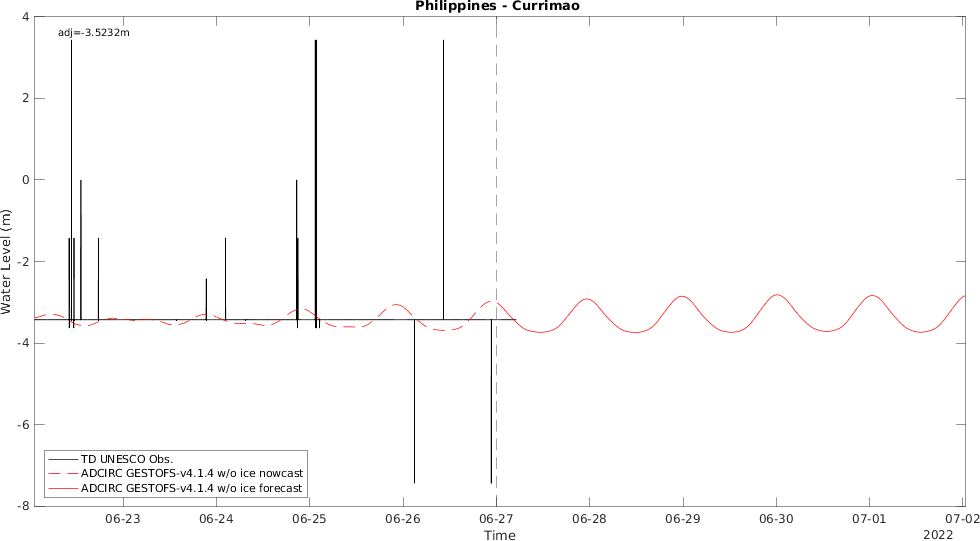 Philippines - Currimao
adj=-3.5232m
4
2
0
-2
-4
-6
-8
Water Level (m)
TD UNESCO Obs.
ADCIRC GESTOFS-v4.1.4 w/o ice nowcast
ADCIRC GESTOFS-v4.1.4 w/o ice forecast
06-23 06-24 06-25 06-26 06-27 06-28 06-29 06-30 07-01 07-02
Time
2022